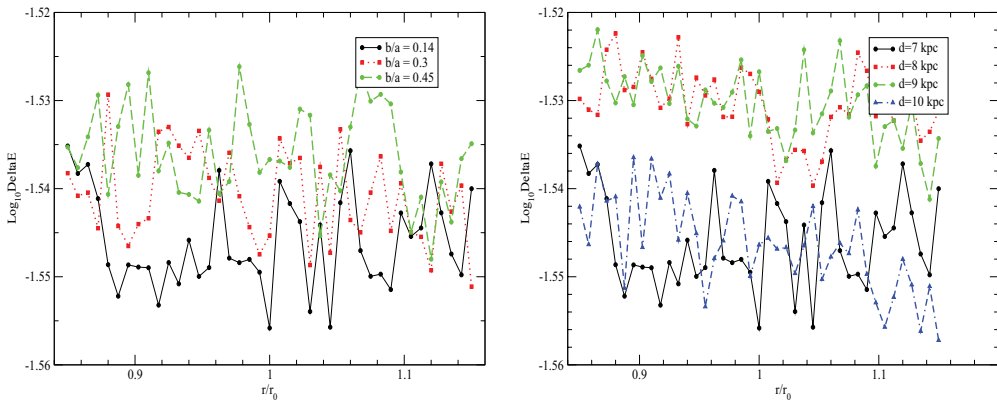 -1.52
-1.53
-1.54
-1.55
-1.56
Log10DeltaE
0.9
1
1.1
r/r0
b/a = 0.14
b/a = 0.3
b/a = 0.45
-1.52
-1.53
-1.54
-1.55
-1.56
Log10DeltaE
0.9
1
1.1
r/r0
d=7 kpc
d=8 kpc
d=9 kpc
d=10 kpc